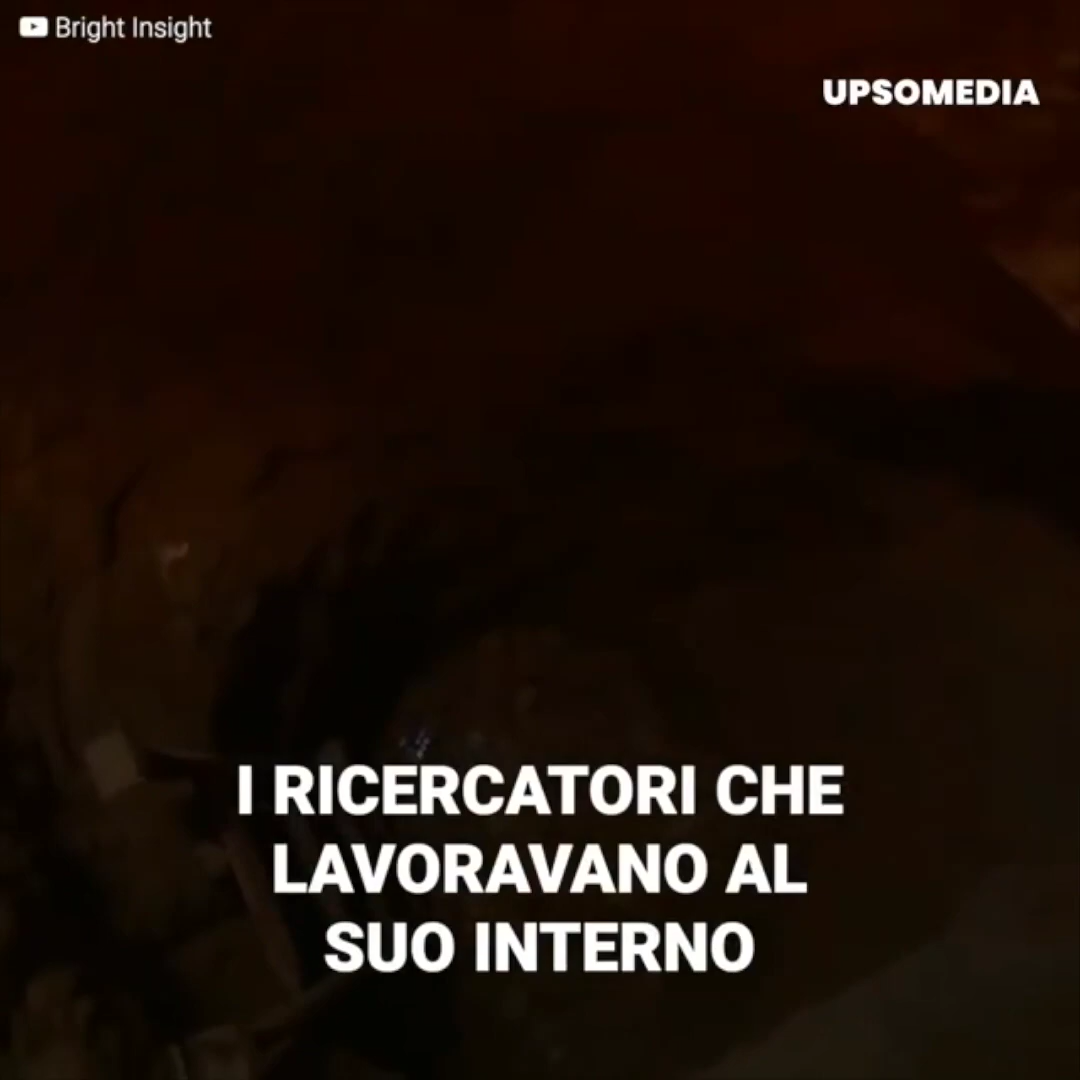 Bright Insight
UPSOMEDIA
I RICERCATORI CHE
LAVORAVANO AL
SUO INTERNO